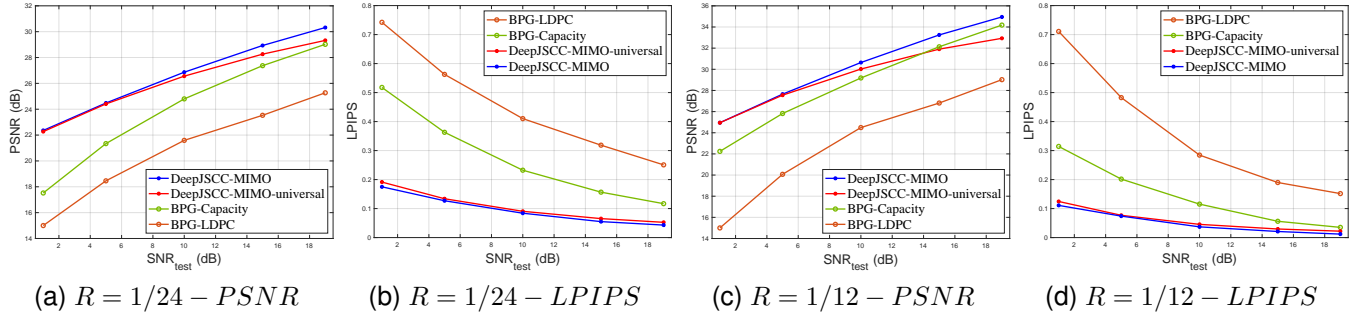 32
30
28
26
24
22
20
18
16
14
PSNR (dB)
2 4 6 8 10 12 14 16 18
SNR_test (dB)
DeepJSCC-MIMO
DeepJSCC-MIMO-universal
BPG-Capacity
BPG-LDPC
(a) R = 1/24 − PSNR
0.8
0.7
0.6
0.5
0.4
0.3
0.2
0.1
0
LPIPS
2 4 6 8 10 12 14 16 18
SNR_test (dB)
BPG-LDPC
BPG-Capacity
DeepJSCC-MIMO-universal
DeepJSCC-MIMO
(b) R = 1/24 − LPIPS
36
34
32
30
28
26
24
22
20
18
16
14
PSNR (dB)
2 4 6 8 10 12 14 16 18
SNR_test (dB)
DeepJSCC-MIMO
DeepJSCC-MIMO-universal
BPG-Capacity
BPG-LDPC
(c) R = 1/12 − PSNR
0.8
0.7
0.6
0.5
0.4
0.3
0.2
0.1
0
LPIPS
2 4 6 8 10 12 14 16 18
SNR_test (dB)
BPG-LDPC
BPG-Capacity
DeepJSCC-MIMO-universal
DeepJSCC-MIMO
(d) R = 1/12 − LPIPS